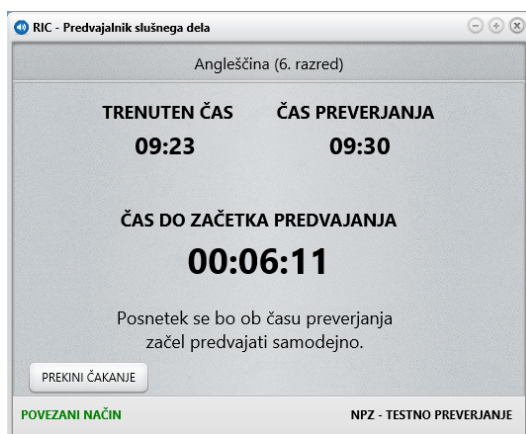 RIC - Predvajalnik slušnega dela
Angleščina (6. razred)
TRENUTEN ČAS
09:23
ČAS PREVERJANJA
09:30
ČAS DO ZAČETKA PREDVAJANJA
00:06:11
Posnetek se bo ob času preverjanja
začel predvajati samodejno.
PREKINI ČAKANJE
POVEZANI NAČIN
NPZ - TESTNO PREVERJANJE